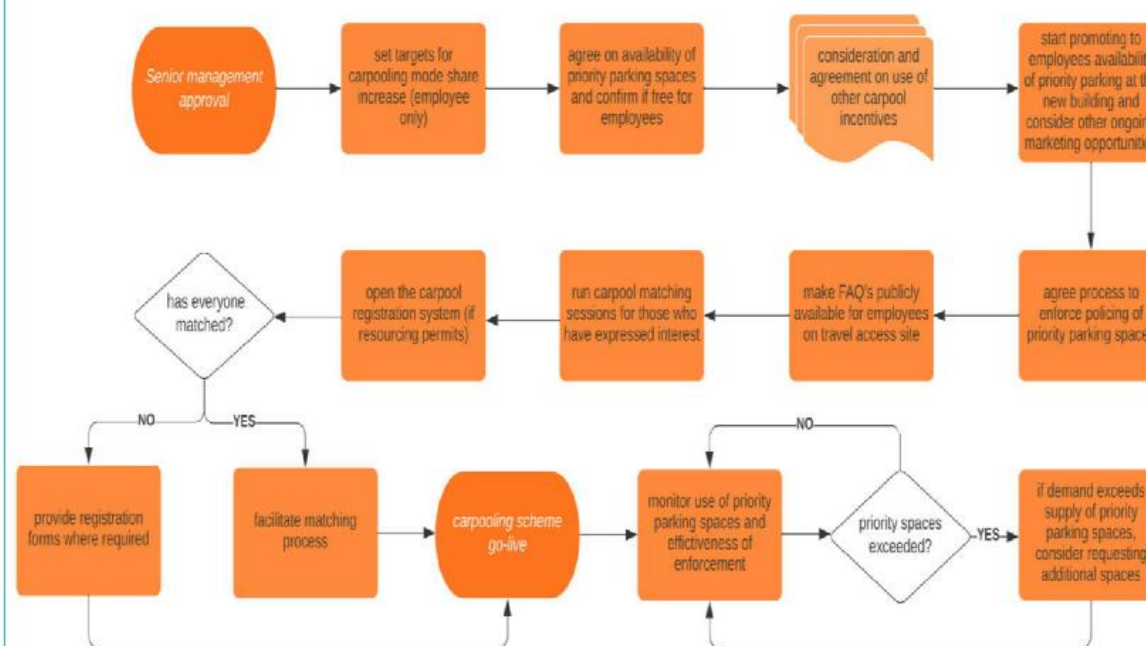 Senior management
approval
set targets for
carpooling mode share
increase (employee
only)
agree on availability of
priority parking spaces
and confirm if free for
employees
consideration and
agreement on use of
other carpool
incentives
start promoting to
employees availabilit
of priority parking at th
new building and
consider other ongoin
marketing opportunitie
agree process to
enforce policing of
priority parking space
make FAQ's publicly
available for employees
on travel access site
run carpool matching
sessions for those who
have expressed interest
open the carpool
registration system (if
resourcing permits)
has everyone
matched?
NO
YES
provide registration
forms where required
facilitate matching
process
carpooling scheme
go-live
monitor use of priority
parking spaces and
effictiveness of
enforcement
NO
priority spaces
exceeded?
YES
if demand exceeds
supply of priority
parking spaces,
consider requesting
additional spaces